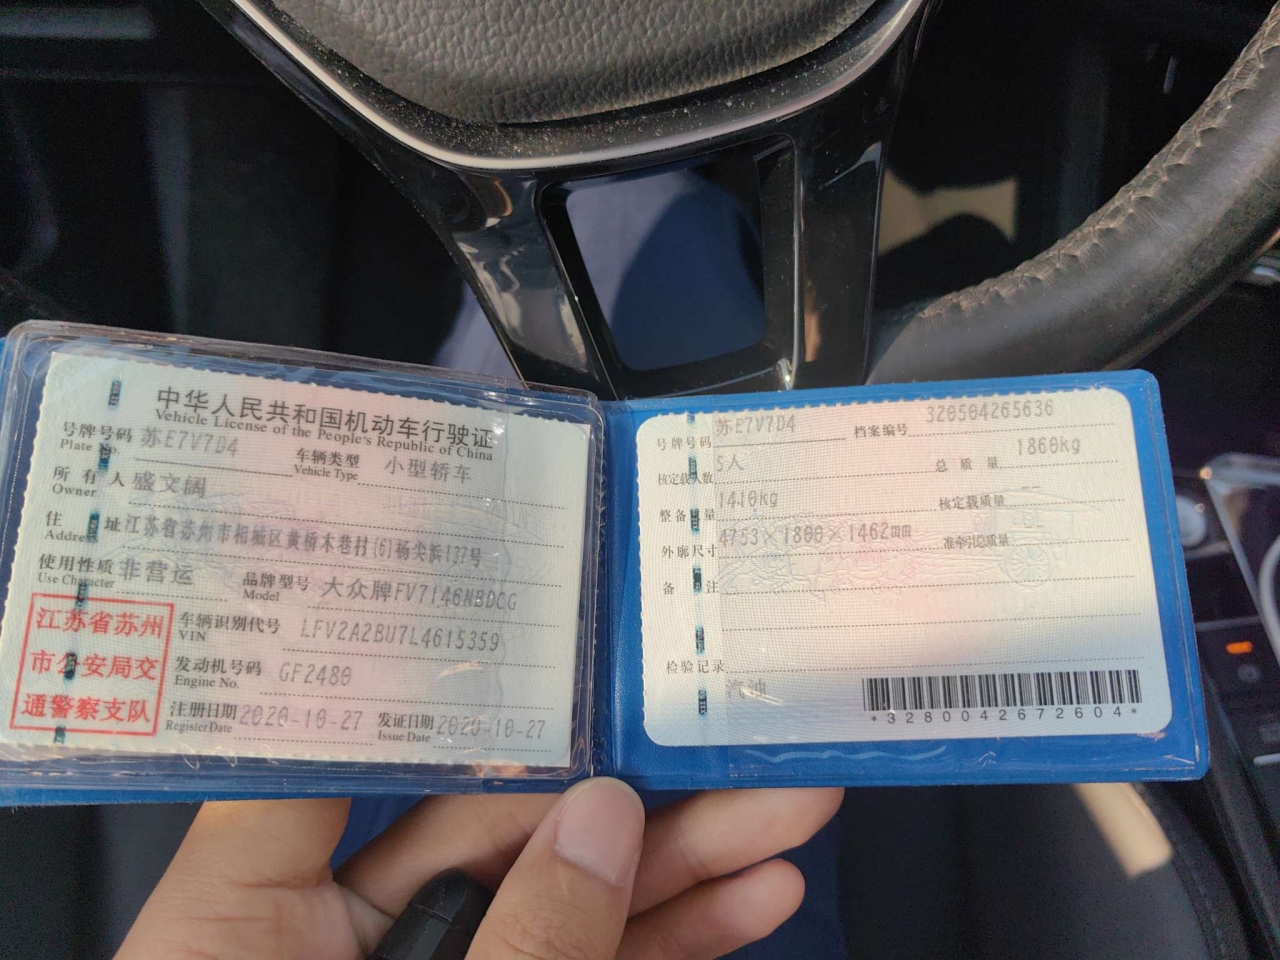 中华人民共和国机动车行驶证
Vehicle License of the People's Republic of China
号牌号码 苏E7V7D4 车辆类型 小型轿车
Plate No. Vehicle Type
所有人 盛文阔
Owner
住址 江苏省苏州市相城区黄桥木巷村(6)杨尖浜137号
Address
使用性质 非营运 品牌型号 大众牌FV7146NBDCG
Use Character Model
江苏省苏州
市公安局交
通警察支队
车辆识别代号 LFV2A2BU7L4615359
VIN
发动机号码 GF2480
Engine No.
注册日期 2020-10-27 发证日期 2020-10-27
Register Date Issue Date
号牌号码 苏E7V7D4 档案编号 320504265636
核定载人数 5人 总质量 1860kg
整备质量 1410kg 核定载质量 --
外廓尺寸 4753×1800×1462mm 准牵引总质量
备注
检验记录
汽油
*3280042672604*